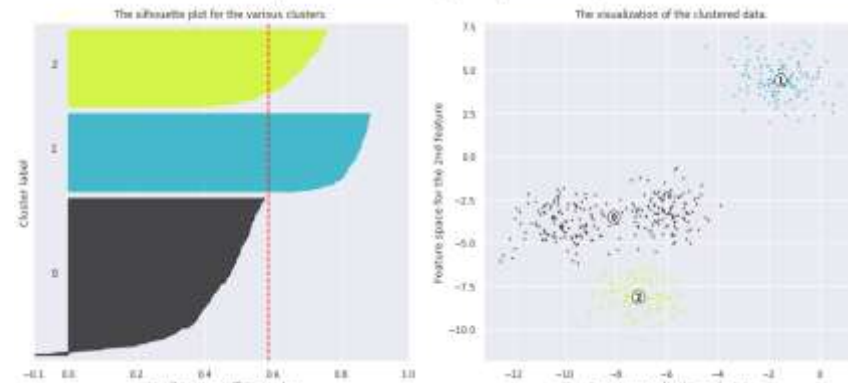 The silhouette plot for the various clusters.
2
1
0
Cluster label
-0.1 0.0 0.2 0.4 0.6 0.8 1.0
The visualization of the clustered data.
7.5
5.0
2.5
0.0
-2.5
-5.0
-7.5
-10.0
Feature space for the 2nd feature
1
0
2
-12 -10 -8 -6 -4 -2 0